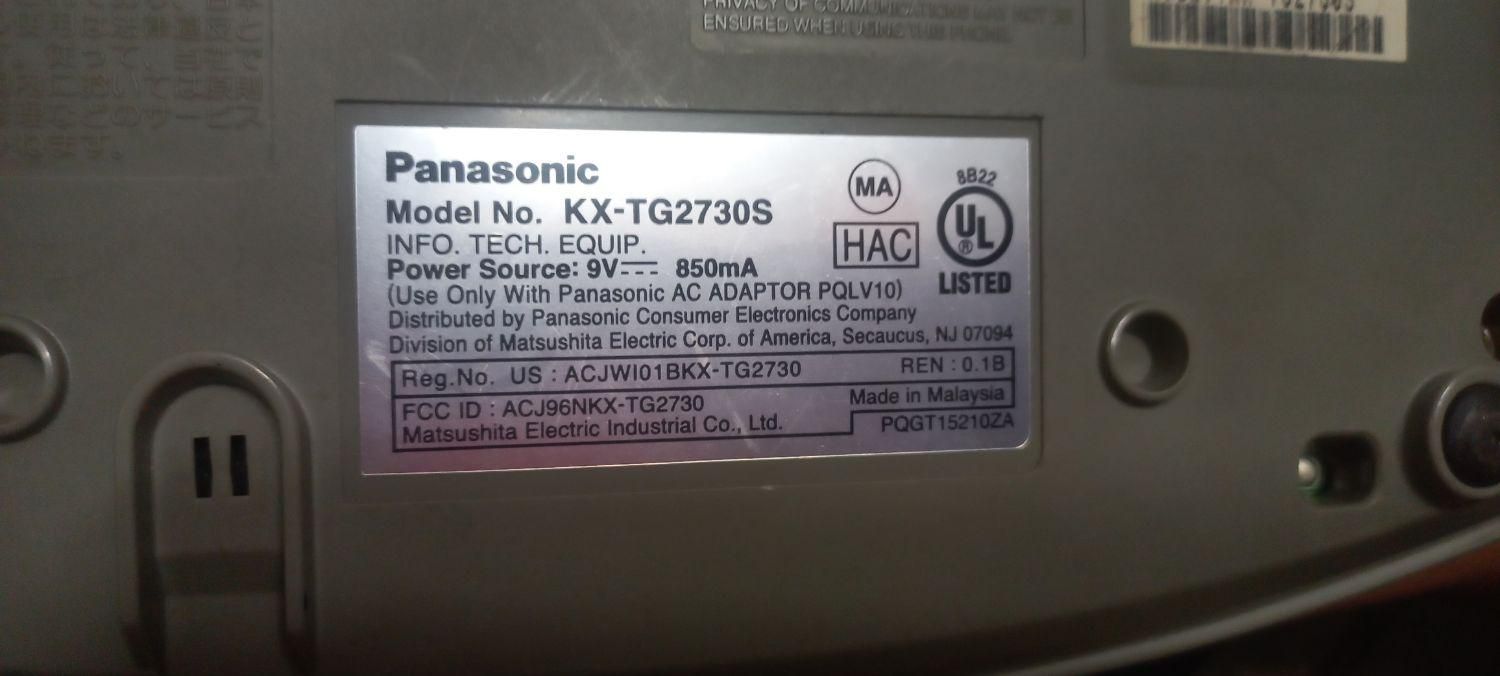 PRIVACY OF COMMUNICATIONS MAY NOT BE
ENSURED WHEN USING THIS PHONE.
Panasonic
Model No. KX-TG2730S
INFO. TECH. EQUIP.
Power Source: 9V 850mA
(Use Only With Panasonic AC ADAPTOR PQLV10)
Distributed by Panasonic Consumer Electronics Company
Division of Matsushita Electric Corp. of America, Secaucus, NJ 07094
MA
HAC
8B22
UL
®
LISTED
Reg.No. US : ACJWI01BKX-TG2730 REN : 0.1B
FCC ID : ACJ96NKX-TG2730
Matsushita Electric Industrial Co., Ltd.
Made in Malaysia
PQGT15210ZA